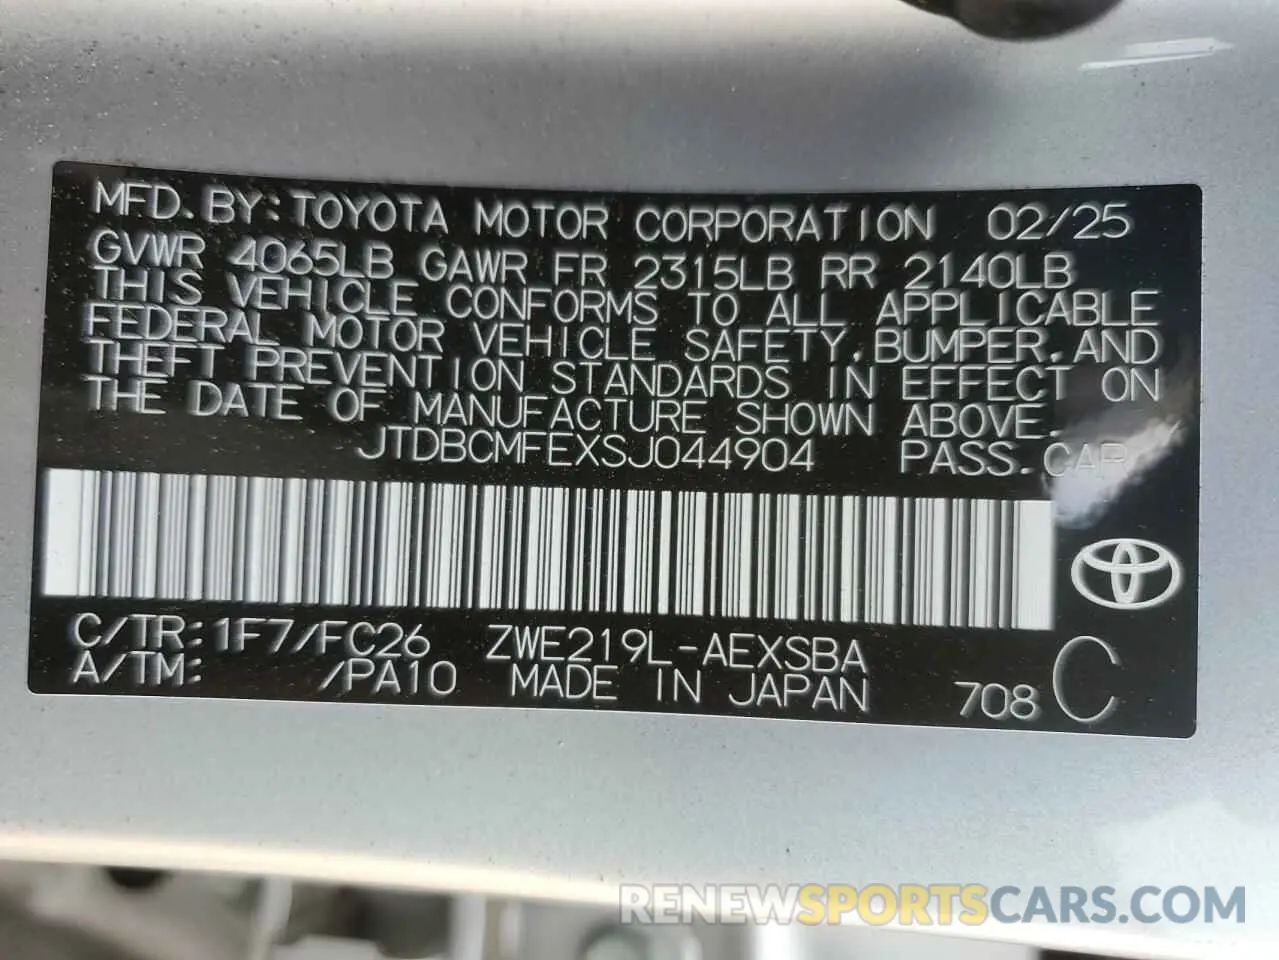 MFD.BY:TOYOTA MOTOR CORPORATION 02/25
GVWR 4065LB GAWR FR 2315LB RR 2140LB
THIS VEHICLE CONFORMS TO ALL APPLICABLE
FEDERAL MOTOR VEHICLE SAFETY,BUMPER,AND
THEFT PREVENTION STANDARDS IN EFFECT ON
THE DATE OF MANUFACTURE SHOWN ABOVE.
JTDBCMFEXSJ044904 PASS.CAR
C/TR:1F7/FC26 ZWE219L-AEXSBA
A/TM: /PA10 MADE IN JAPAN 708 C
RENEWSPORTSCARS.COM